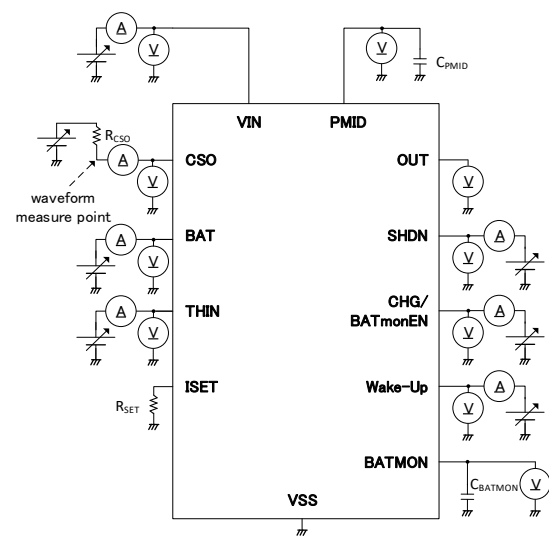 A
V
V
C_PMID
VIN
PMID
R_CSO
A
CSO
OUT
V
V
waveform
measure point
A
BAT
SHDN
A
V
V
A
THIN
CHG/
BATmonEN
A
V
V
R_SET
ISET
Wake-Up
A
V
BATMON
C_BATMON
V
VSS